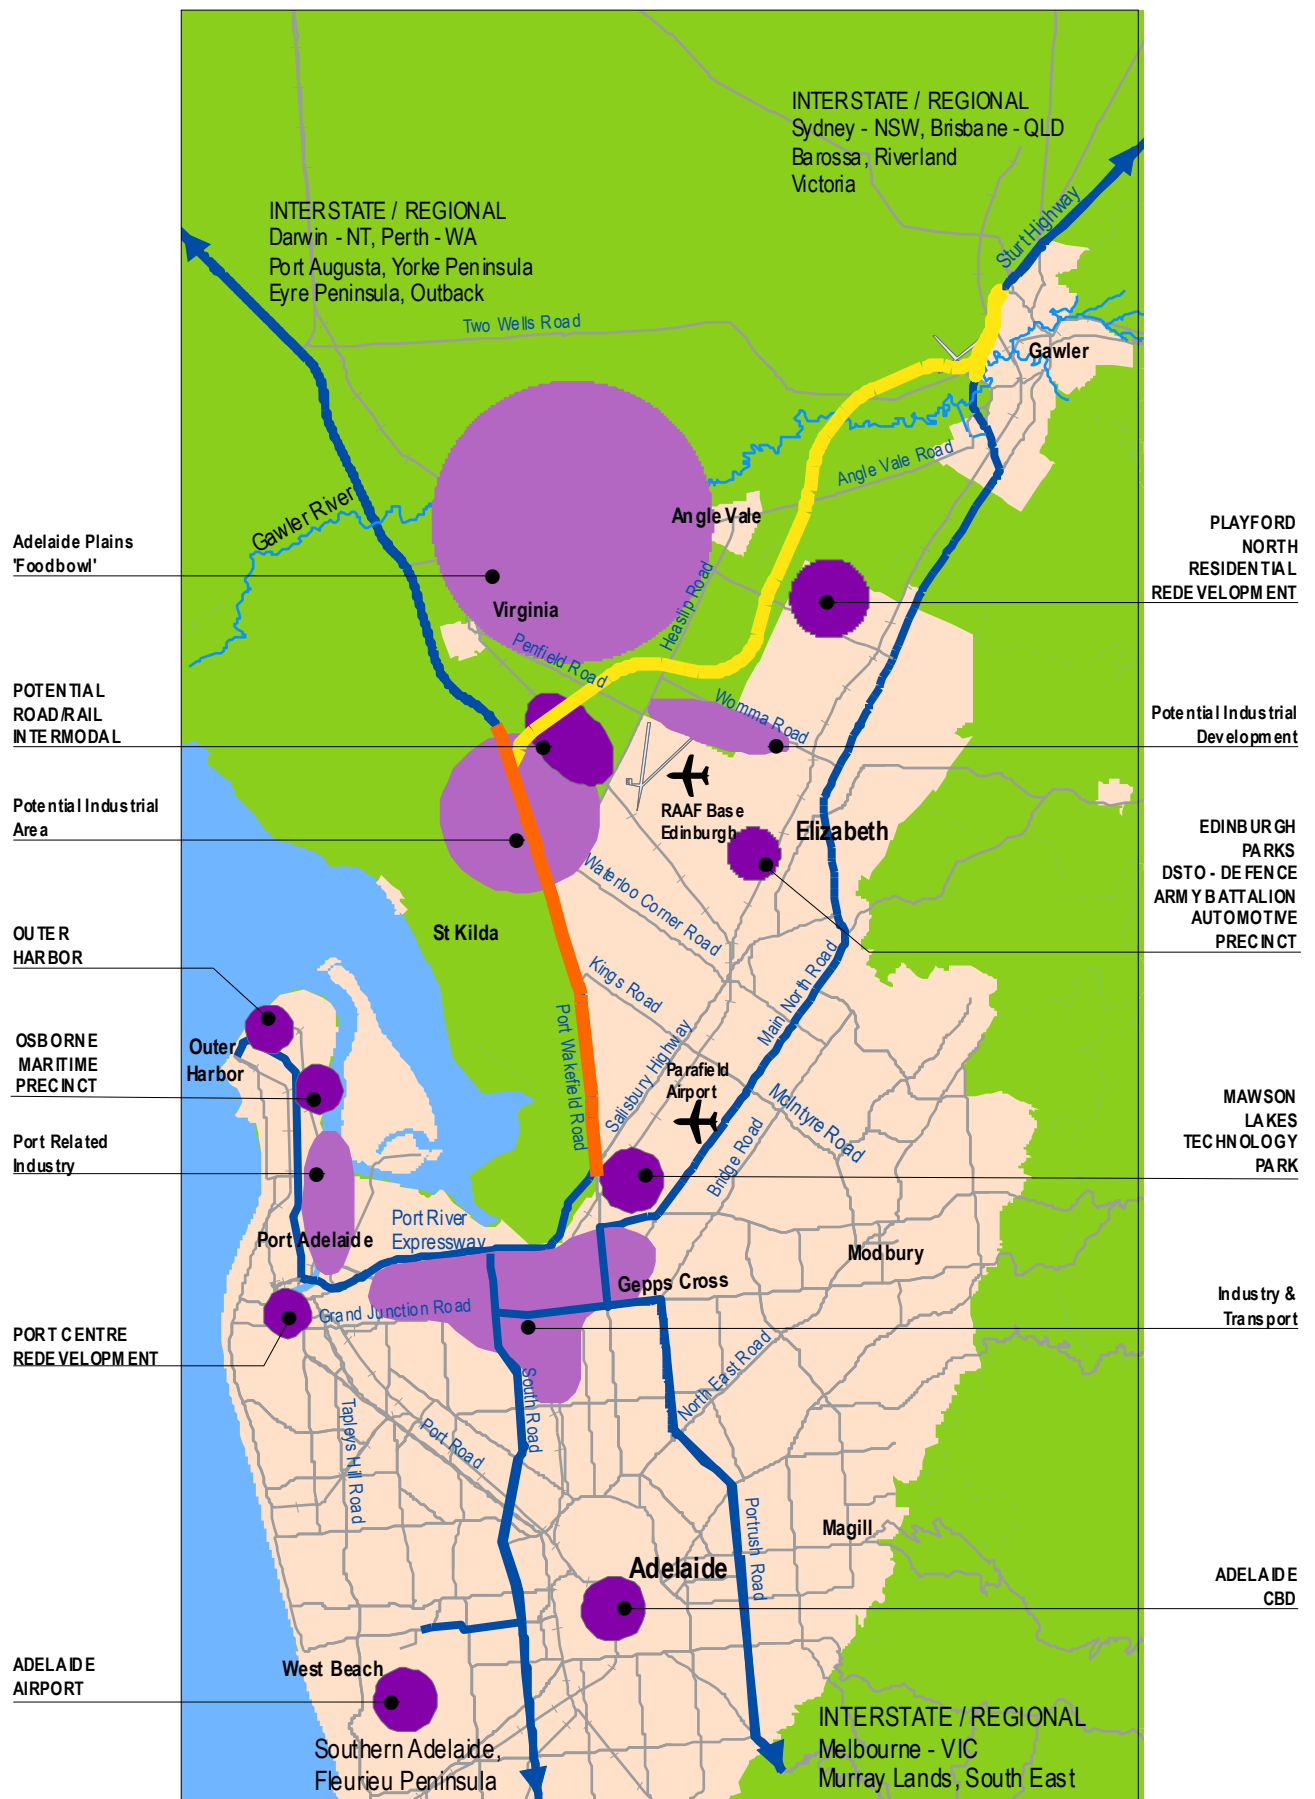 INTERSTATE / REGIONAL
Sydney - NSW, Brisbane - QLD
Barossa, Riverland
Victoria
INTERSTATE / REGIONAL
Darwin - NT, Perth - WA
Port Augusta, Yorke Peninsula
Eyre Peninsula, Outback
Sturt Highway
Two Wells Road
Gawler
Angle Vale Road
Gawler River
Angle Vale
Adelaide Plains
'Foodbowl'
PLAYFORD
NORTH
RESIDENTIAL
REDEVELOPMENT
Virginia
Heaslip Road
Penfield Road
Womma Road
POTENTIAL
ROAD/RAIL
INTERMODAL
Potential Industrial
Development
Potential Industrial
Area
RAAF Base
Edinburgh
Elizabeth
EDINBURGH
PARKS
DSTO - DEFENCE
ARMY BATTALION
AUTOMOTIVE
PRECINCT
Waterloo Corner Road
St Kilda
OUTER
HARBOR
Kings Road
Main North Road
Port Wakefield Road
Salisbury Highway
Outer
Harbor
OSBORNE
MARITIME
PRECINCT
Parafield
Airport
McIntyre Road
Bridge Road
MAWSON
LAKES
TECHNOLOGY
PARK
Port Related
Industry
Port River
Expressway
Port Adelaide
Modbury
Gepps Cross
Grand Junction Road
Industry &
Transport
PORT CENTRE
REDEVELOPMENT
North East Road
South Road
Tapleys Hill Road
Port Road
Portrush Road
Magill
Adelaide
ADELAIDE
CBD
West Beach
ADELAIDE
AIRPORT
Southern Adelaide,
Fleurieu Peninsula
INTERSTATE / REGIONAL
Melbourne - VIC
Murray Lands, South East